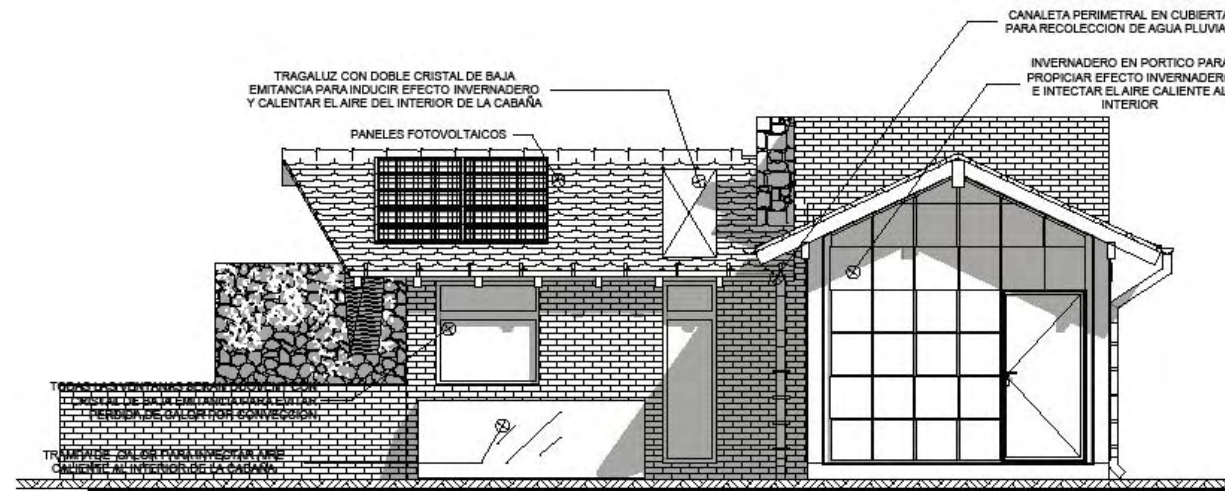 CANALETA PERIMETRAL EN CUBIERTA
PARA RECOLECCION DE AGUA PLUVIA
INVERNADERO EN PORTICO PARA
PROPICIAR EFECTO INVERNADERO
E INTECTAR EL AIRE CALIENTE AL
INTERIOR
TRAGALUZ CON DOBLE CRISTAL DE BAJA
EMITANCIA PARA INDUCIR EFECTO INVERNADERO
Y CALENTAR EL AIRE DEL INTERIOR DE LA CABAÑA
PANELES FOTOVOLTAICOS
TODAS LAS VENTANAS SERAN DUOVENT CON
CRISTAL DE BAJA EMITANCIA PARA EVITAR
PERDIDA DE CALOR POR CONVECCION
TRAMPA DE CALOR PARA INYECTAR AIRE
CALIENTE AL INTERIOR DE LA CABAÑA